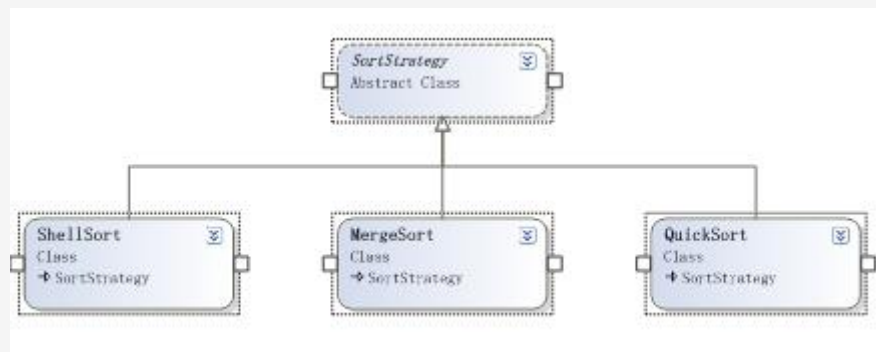 SortStrategy
Abstract Class
ShellSort
Class
SortStrategy
MergeSort
Class
SortStrategy
QuickSort
Class
SortStrategy